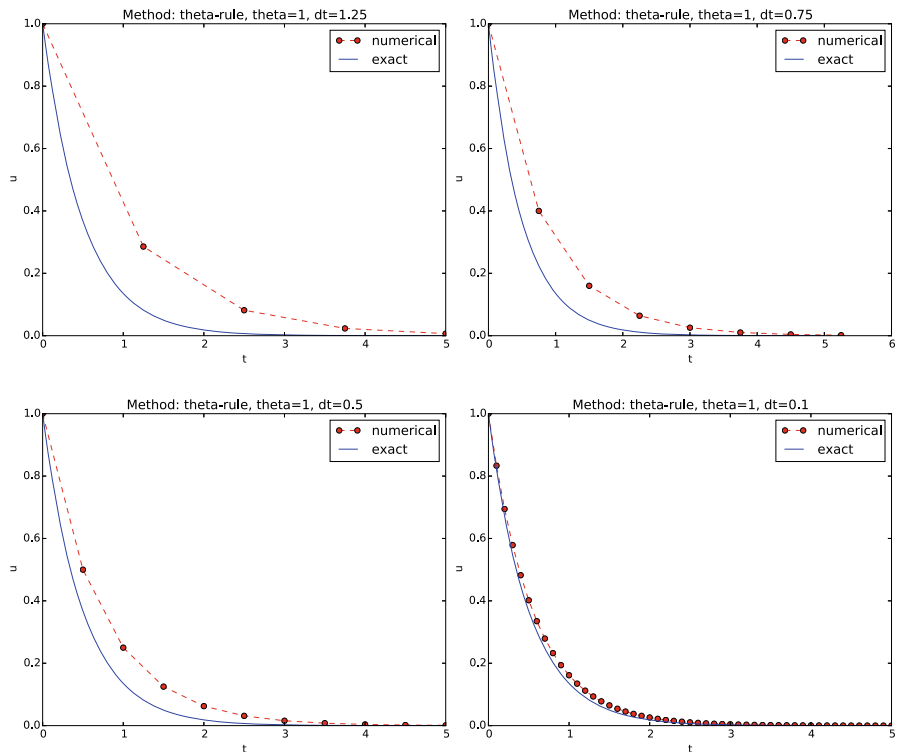 Method: theta-rule, theta=1, dt=1.25
numerical
exact
1.0
0.8
0.6
0.4
0.2
0.0
u
0 1 2 3 4 5
t
Method: theta-rule, theta=1, dt=0.75
numerical
exact
1.0
0.8
0.6
0.4
0.2
0.0
u
0 1 2 3 4 5 6
t
Method: theta-rule, theta=1, dt=0.5
numerical
exact
1.0
0.8
0.6
0.4
0.2
0.0
u
0 1 2 3 4 5
t
Method: theta-rule, theta=1, dt=0.1
numerical
exact
1.0
0.8
0.6
0.4
0.2
0.0
u
0 1 2 3 4 5
t